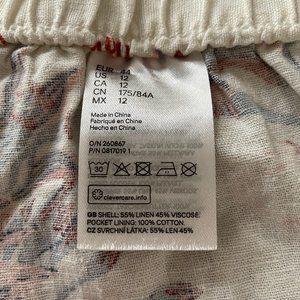 EUR 44
US 12
CA 12
CN 175/84A
MX 12
Made in China
Fabriqué en Chine
Hecho en China
O/N 260867
P/N 0817019 1
30
clevercare.info
GB SHELL: 55% LINEN 45% VISCOSE.
POCKET LINING: 100% COTTON.
CZ SVRCHNÍ LÁTKA: 55% LEN 45%